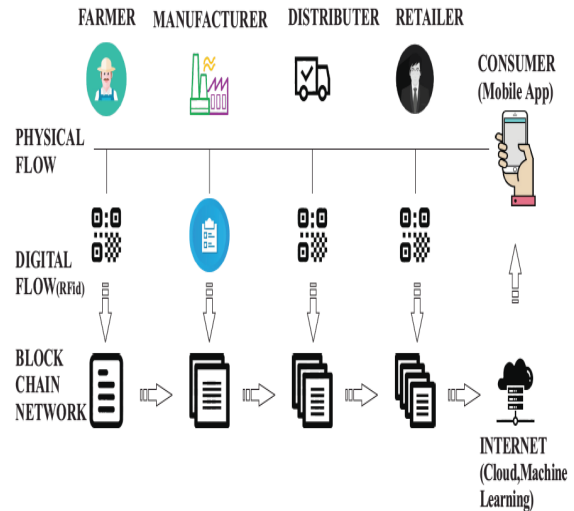 FARMER
MANUFACTURER
DISTRIBUTER
RETAILER
CONSUMER
(Mobile App)
PHYSICAL
FLOW
DIGITAL
FLOW(RFid)
BLOCK
CHAIN
NETWORK
INTERNET
(Cloud,Machine
Learning)